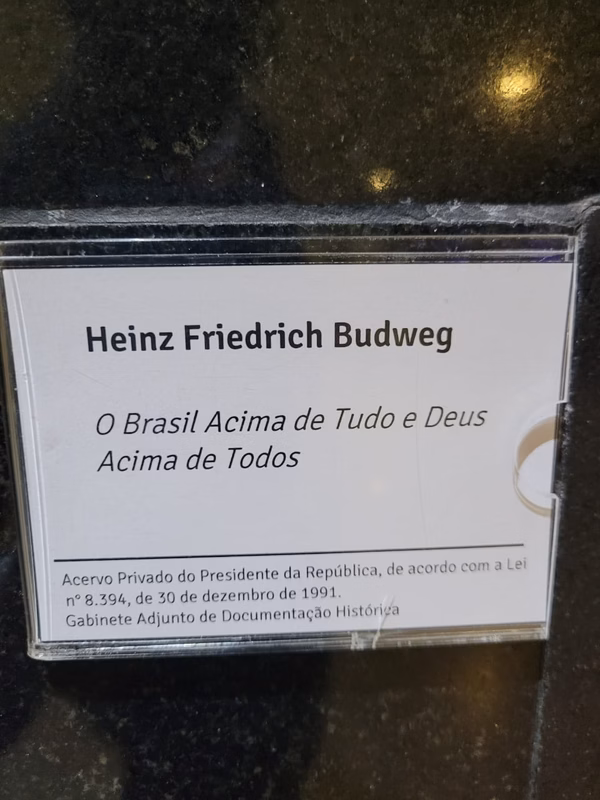 Heinz Friedrich Budweg
O Brasil Acima de Tudo e Deus
Acima de Todos
Acervo Privado do Presidente da República, de acordo com a Lei
n° 8.394, de 30 de dezembro de 1991.
Gabinete Adjunto de Documentação Histórica